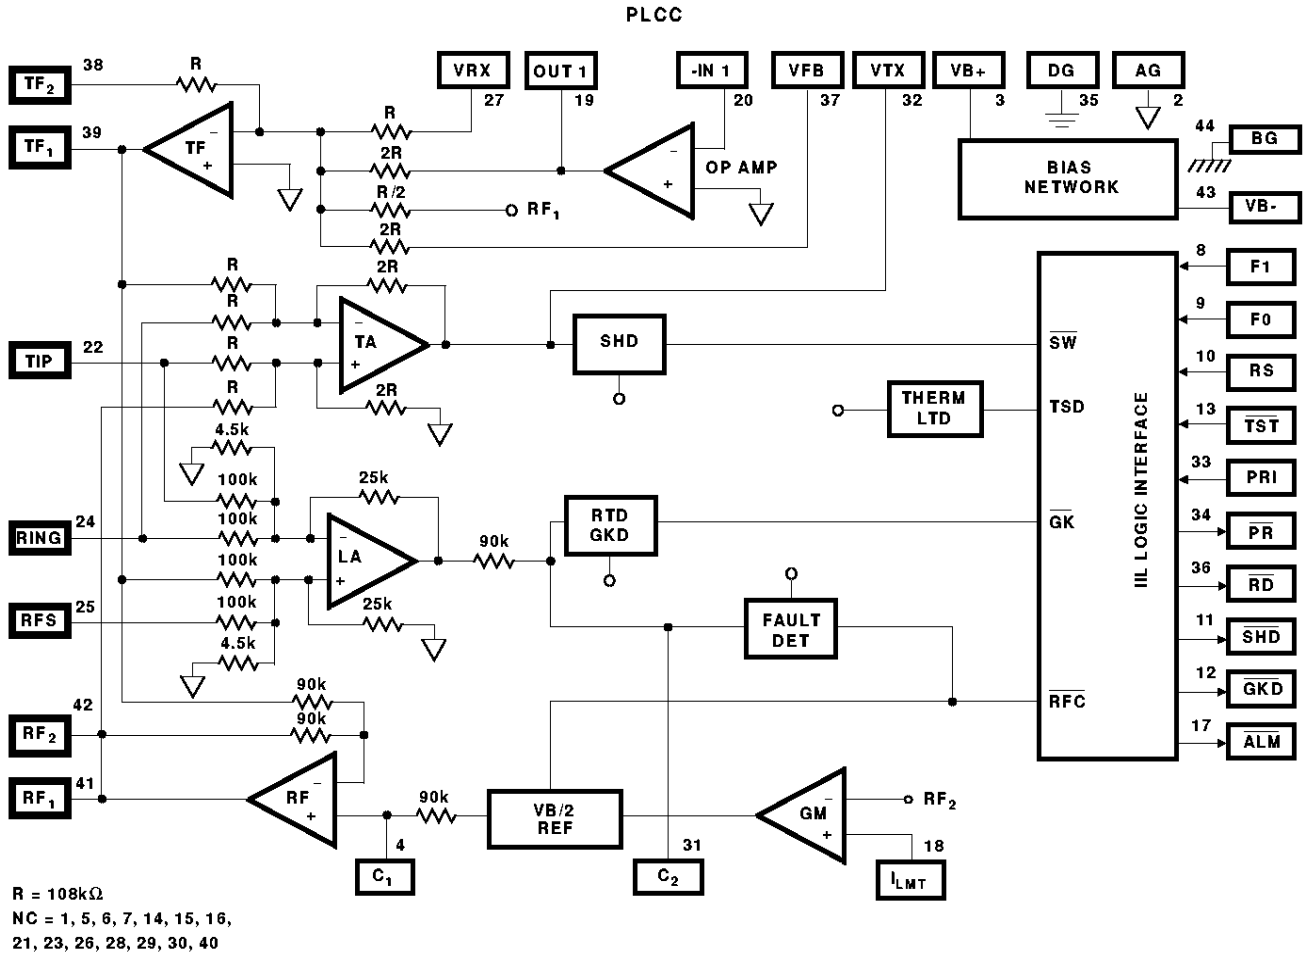 PLCC
TF2 38 R VRX 27 OUT 1 19 -IN 1 20 VFB 37 VTX 32 VB+ 3 DG 35 AG 2
TF1 39 TF − + R OP AMP − + BIAS NETWORK 44 BG
2R
R/2 RF1 43 VB-
2R
R 2R 8 F1
R TA − + SHD SW 9 F0
TIP 22 R 10 RS
R 2R THERM LTD TSD 13 TST
4.5k
100k 25k 33 PRI
RING 24 100k LA − + 90k RTD GKD GK 34 PR
100k 36 RD
RFS 25 100k 25k FAULT DET 11 SHD
4.5k
90k 12 GKD
RF2 42 90k RFC 17 ALM
IIL LOGIC INTERFACE
RF1 41 RF − + 90k VB/2 REF GM − + RF2
4 C1 31 C2 18 ILMT
R = 108kΩ
NC = 1, 5, 6, 7, 14, 15, 16,
21, 23, 26, 28, 29, 30, 40